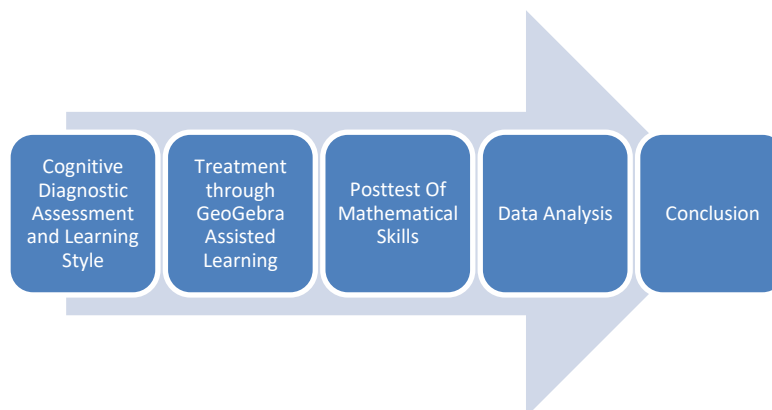 Cognitive
Diagnostic
Assessment
and Learning
Style
Treatment
through
GeoGebra
Assisted
Learning
Posttest Of
Mathematical
Skills
Data Analysis
Conclusion